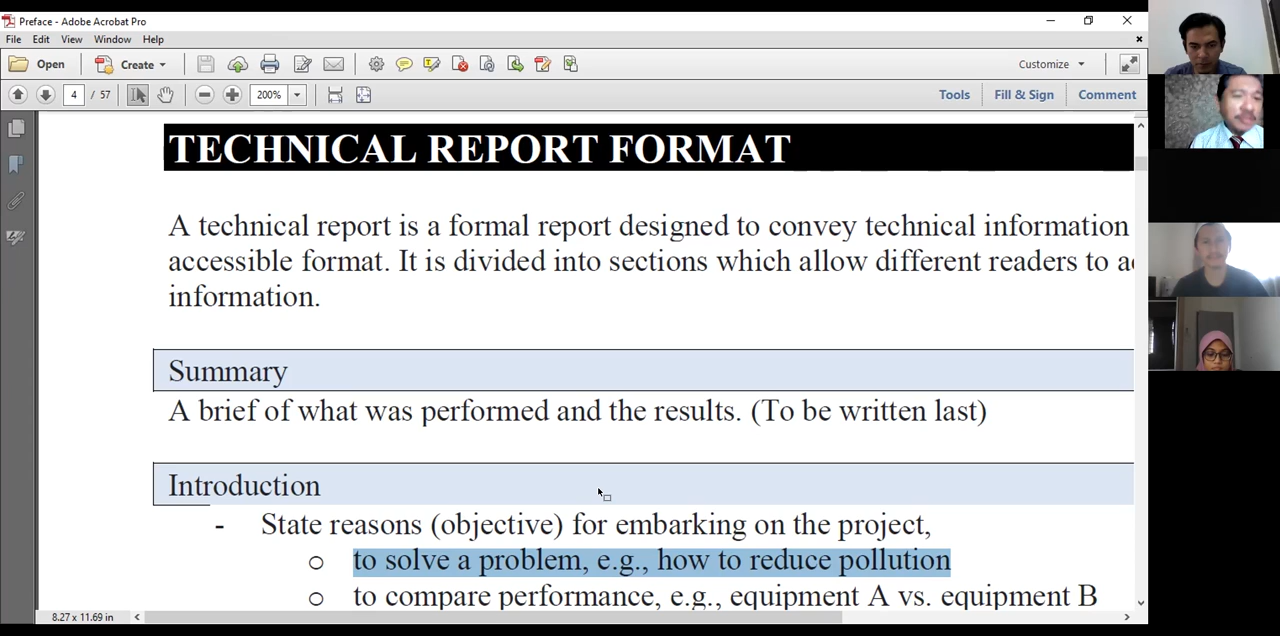 Preface - Adobe Acrobat Pro
File Edit View Window Help
Open Create Customize
4 / 57 200% Tools Fill & Sign Comment
TECHNICAL REPORT FORMAT
A technical report is a formal report designed to convey technical information
accessible format. It is divided into sections which allow different readers to
information.
Summary
A brief of what was performed and the results. (To be written last)
Introduction
- State reasons (objective) for embarking on the project,
o to solve a problem, e.g., how to reduce pollution
o to compare performance, e.g., equipment A vs. equipment B
8.27 x 11.69 in